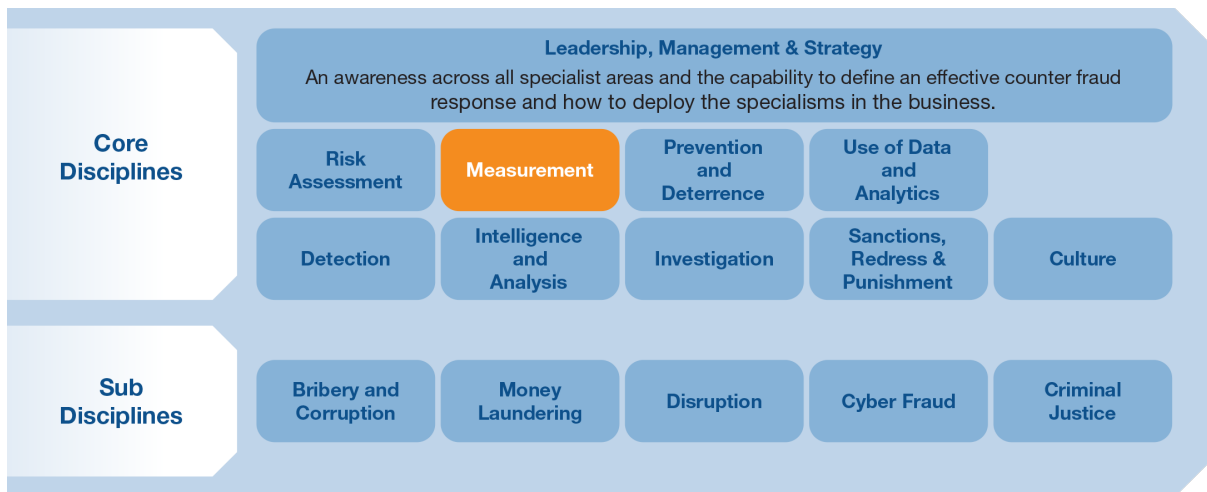 Core
Disciplines
Leadership, Management & Strategy
An awareness across all specialist areas and the capability to define an effective counter fraud
response and how to deploy the specialisms in the business.
Risk
Assessment
Measurement
Prevention
and
Deterrence
Use of Data
and
Analytics
Detection
Intelligence
and
Analysis
Investigation
Sanctions,
Redress &
Punishment
Culture
Sub
Disciplines
Bribery and
Corruption
Money
Laundering
Disruption
Cyber Fraud
Criminal
Justice